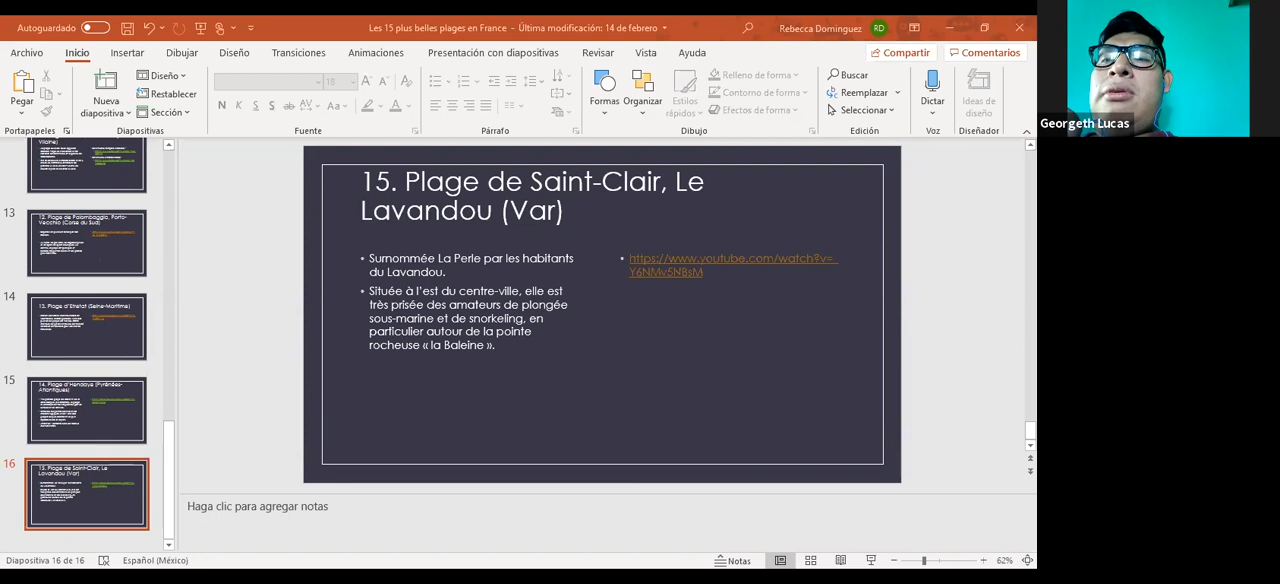 Autoguardado
Les 15 plus belles plages en France - Última modificación: 14 de febrero
Rebecca Dominguez
RD
Archivo
Inicio
Insertar
Dibujar
Diseño
Transiciones
Animaciones
Presentación con diapositivas
Revisar
Vista
Ayuda
Compartir
Comentarios
Pegar
Nueva
diapositiva
Diseño
Restablecer
Sección
18
N K S S ab AV Aa
Formas
Organizar
Estilos
rápidos
Relleno de forma
Contorno de forma
Efectos de forma
Buscar
Reemplazar
Seleccionar
Dictar
Ideas de
diseño
Portapapeles
Diapositivas
Fuente
Párrafo
Dibujo
Edición
Voz
Diseñador
Georgeth Lucas
13
12. Plage de Palombaggia, Porto-
Vecchio (Corse du Sud)
14
13. Plage d'Etretat (Seine-Maritime)
15
14. Plage d'Hendaye (Pyrénées-
Atlantiques)
16
15. Plage de Saint-Clair, Le
Lavandou (Var)
15. Plage de Saint-Clair, Le
Lavandou (Var)
• Surnommée La Perle par les habitants
du Lavandou.
• Située à l'est du centre-ville, elle est
très prisée des amateurs de plongée
sous-marine et de snorkeling, en
particulier autour de la pointe
rocheuse « la Baleine ».
• https://www.youtube.com/watch?v=_
Y6NMv5NBsM
Haga clic para agregar notas
Diapositiva 16 de 16
Español (México)
Notas
62%